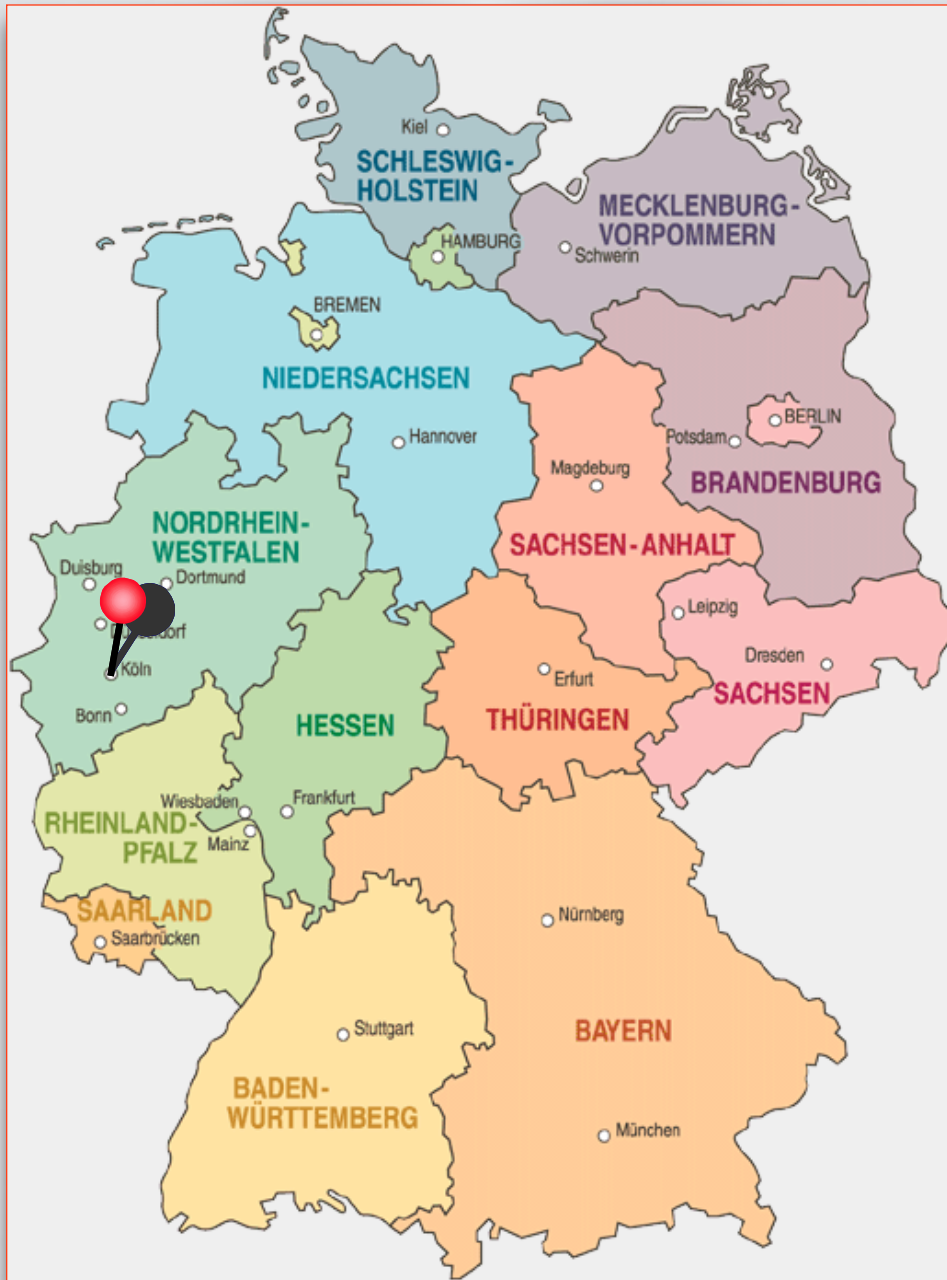 Kiel
SCHLESWIG-
HOLSTEIN
MECKLENBURG-
VORPOMMERN
HAMBURG
Schwerin
BREMEN
NIEDERSACHSEN
Hannover
BERLIN
Potsdam
BRANDENBURG
Magdeburg
SACHSEN-ANHALT
NORDRHEIN-
WESTFALEN
Duisburg
Dortmund
Köln
Bonn
Leipzig
Dresden
SACHSEN
Erfurt
THÜRINGEN
HESSEN
Wiesbaden
Frankfurt
Mainz
RHEINLAND-
PFALZ
SAARLAND
Saarbrücken
Nürnberg
Stuttgart
BAYERN
BADEN-
WÜRTTEMBERG
München